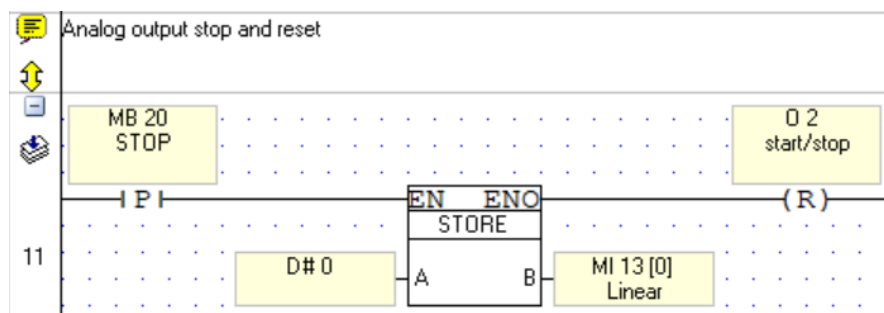 Analog output stop and reset
MB 20
STOP
O 2
start/stop
P
EN ENO
(R)
STORE
11
D# 0
A B
MI 13 [0]
Linear